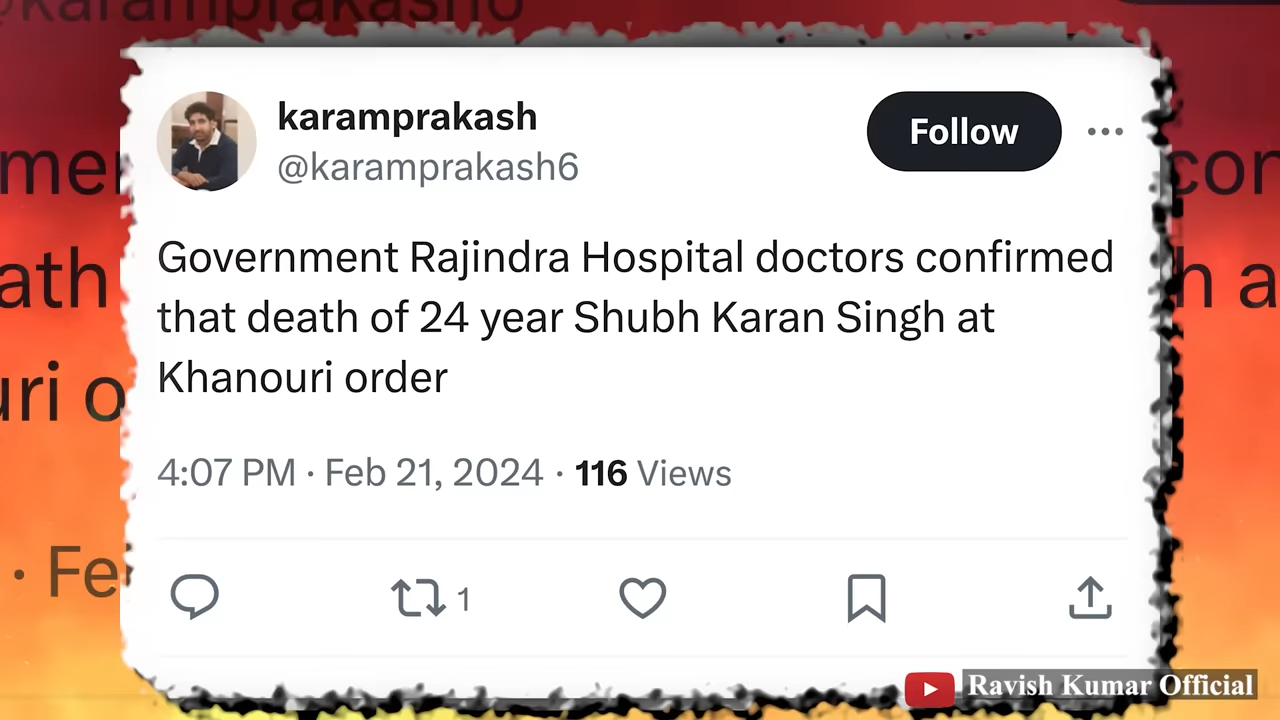 karamprakash
@karamprakash6
Follow
Government Rajindra Hospital doctors confirmed
that death of 24 year Shubh Karan Singh at
Khanouri order
4:07 PM · Feb 21, 2024 · 116 Views
1
Ravish Kumar Official